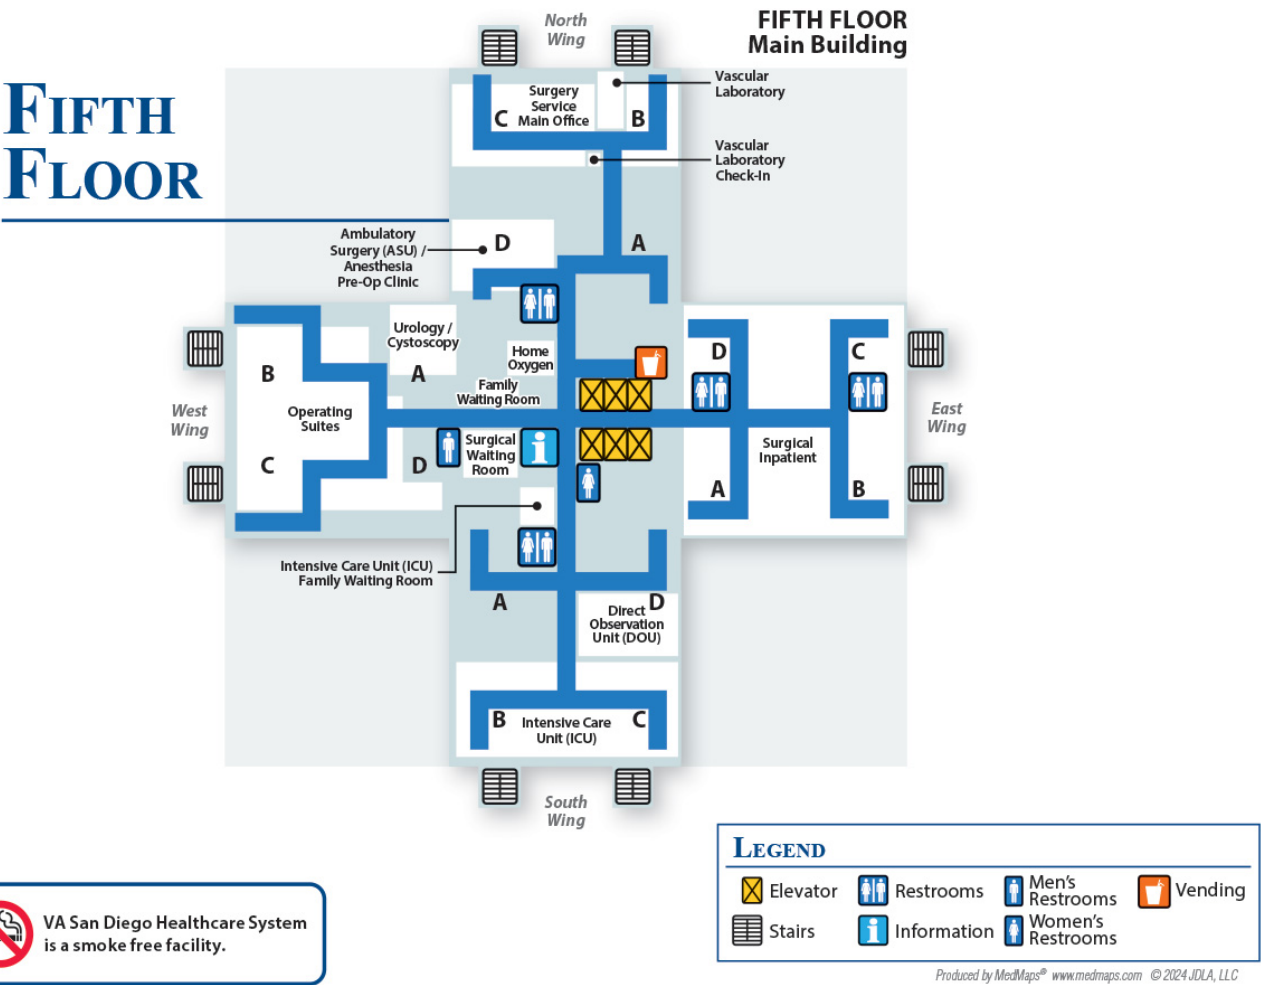 FIFTH FLOOR
Main Building
FIFTH
FLOOR
North
Wing
Vascular
Laboratory
Surgery
Service
Main Office
C
B
Vascular
Laboratory
Check-In
Ambulatory
Surgery (ASU) /
Anesthesia
Pre-Op Clinic
D
A
Urology /
Cystoscopy
Home
Oxygen
A
B
Family
Waiting Room
D
C
West
Wing
Operating
Suites
East
Wing
C
D
Surgical
Waiting
Room
i
Surgical
Inpatient
A
B
Intensive Care Unit (ICU)
Family Waiting Room
A
D
Direct
Observation
Unit (DOU)
B
C
Intensive Care
Unit (ICU)
South
Wing
LEGEND
Elevator
Restrooms
Men's
Restrooms
Vending
Stairs
i
Information
Women's
Restrooms
VA San Diego Healthcare System
is a smoke free facility.
Produced by MedMaps® www.medmaps.com © 2024 JDLA, LLC